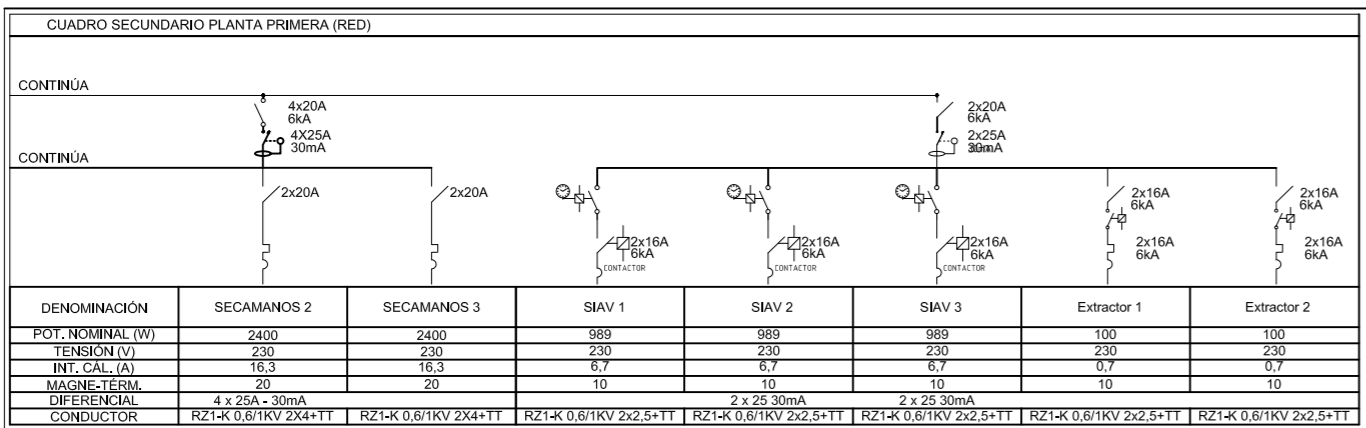 CUADRO SECUNDARIO PLANTA PRIMERA (RED)
CONTINÚA
4x20A
6kA
4X25A
30mA
2x20A
6kA
2x25A
30mA
CONTINÚA
2x20A
2x20A
2x16A
6kA
CONTACTOR
2x16A
6kA
CONTACTOR
2x16A
6kA
CONTACTOR
2x16A
6kA
2x16A
6kA
2x16A
6kA
2x16A
6kA
DENOMINACIÓN SECAMANOS 2 SECAMANOS 3 SIAV 1 SIAV 2 SIAV 3 Extractor 1 Extractor 2
POT. NOMINAL (W) 2400 2400 989 989 989 100 100
TENSIÓN (V) 230 230 230 230 230 230 230
INT. CÁL. (A) 16,3 16,3 6,7 6,7 6,7 0,7 0,7
MAGNE-TÉRM. 20 20 10 10 10 10 10
DIFERENCIAL 4 x 25A - 30mA 2 x 25 30mA 2 x 25 30mA
CONDUCTOR RZ1-K 0,6/1KV 2X4+TT RZ1-K 0,6/1KV 2X4+TT RZ1-K 0,6/1KV 2x2,5+TT RZ1-K 0,6/1KV 2x2,5+TT RZ1-K 0,6/1KV 2x2,5+TT RZ1-K 0,6/1KV 2x2,5+TT RZ1-K 0,6/1KV 2x2,5+TT